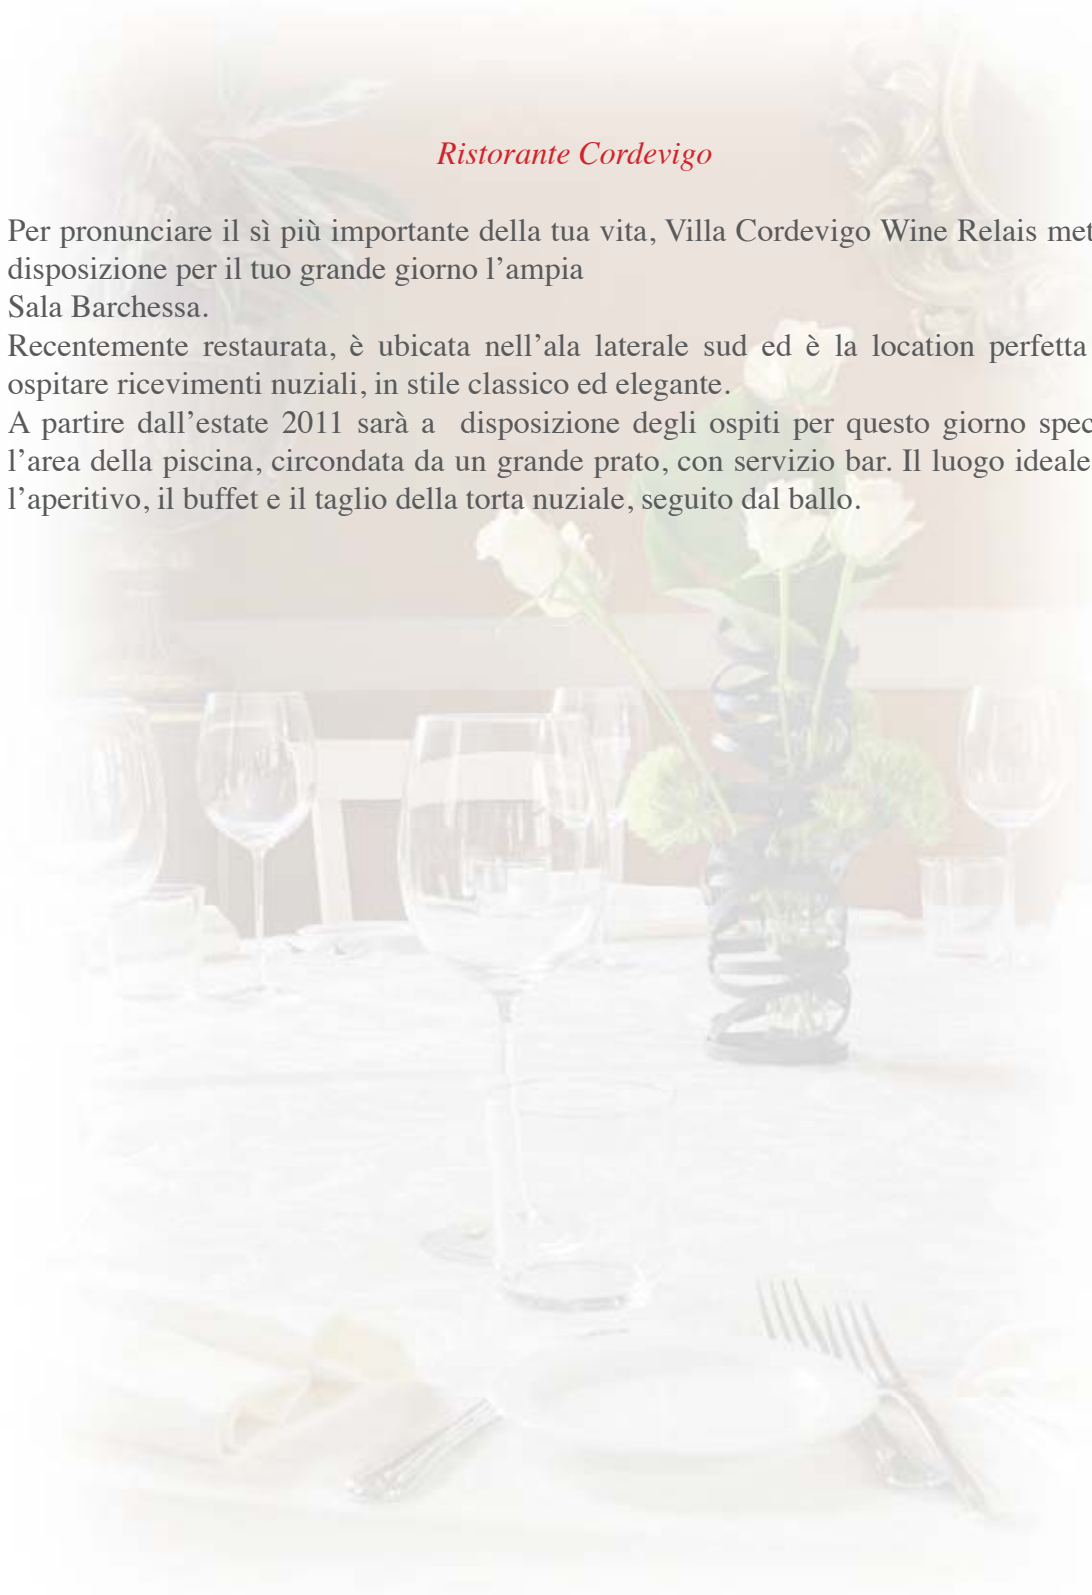 Ristorante Cordevigo
Per pronunciare il sì più importante della tua vita, Villa Cordevigo Wine Relais met
disposizione per il tuo grande giorno l’ampia
Sala Barchessa.
Recentemente restaurata, è ubicata nell’ala laterale sud ed è la location perfetta
ospitare ricevimenti nuziali, in stile classico ed elegante.
A partire dall’estate 2011 sarà a  disposizione degli ospiti per questo giorno spec
l’area della piscina, circondata da un grande prato, con servizio bar. Il luogo ideale
l’aperitivo, il buffet e il taglio della torta nuziale, seguito dal ballo.